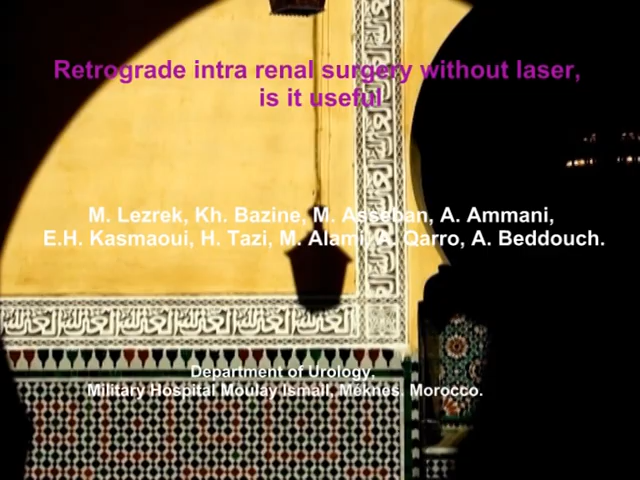 Retrograde intra renal surgery without laser,
is it useful
M. Lezrek, Kh. Bazine, M. Asseban, A. Ammani,
E.H. Kasmaoui, H. Tazi, M. Alami, A. Qarro, A. Beddouch.
Department of Urology,
Military Hospital Moulay Ismail, Meknes, Morocco.